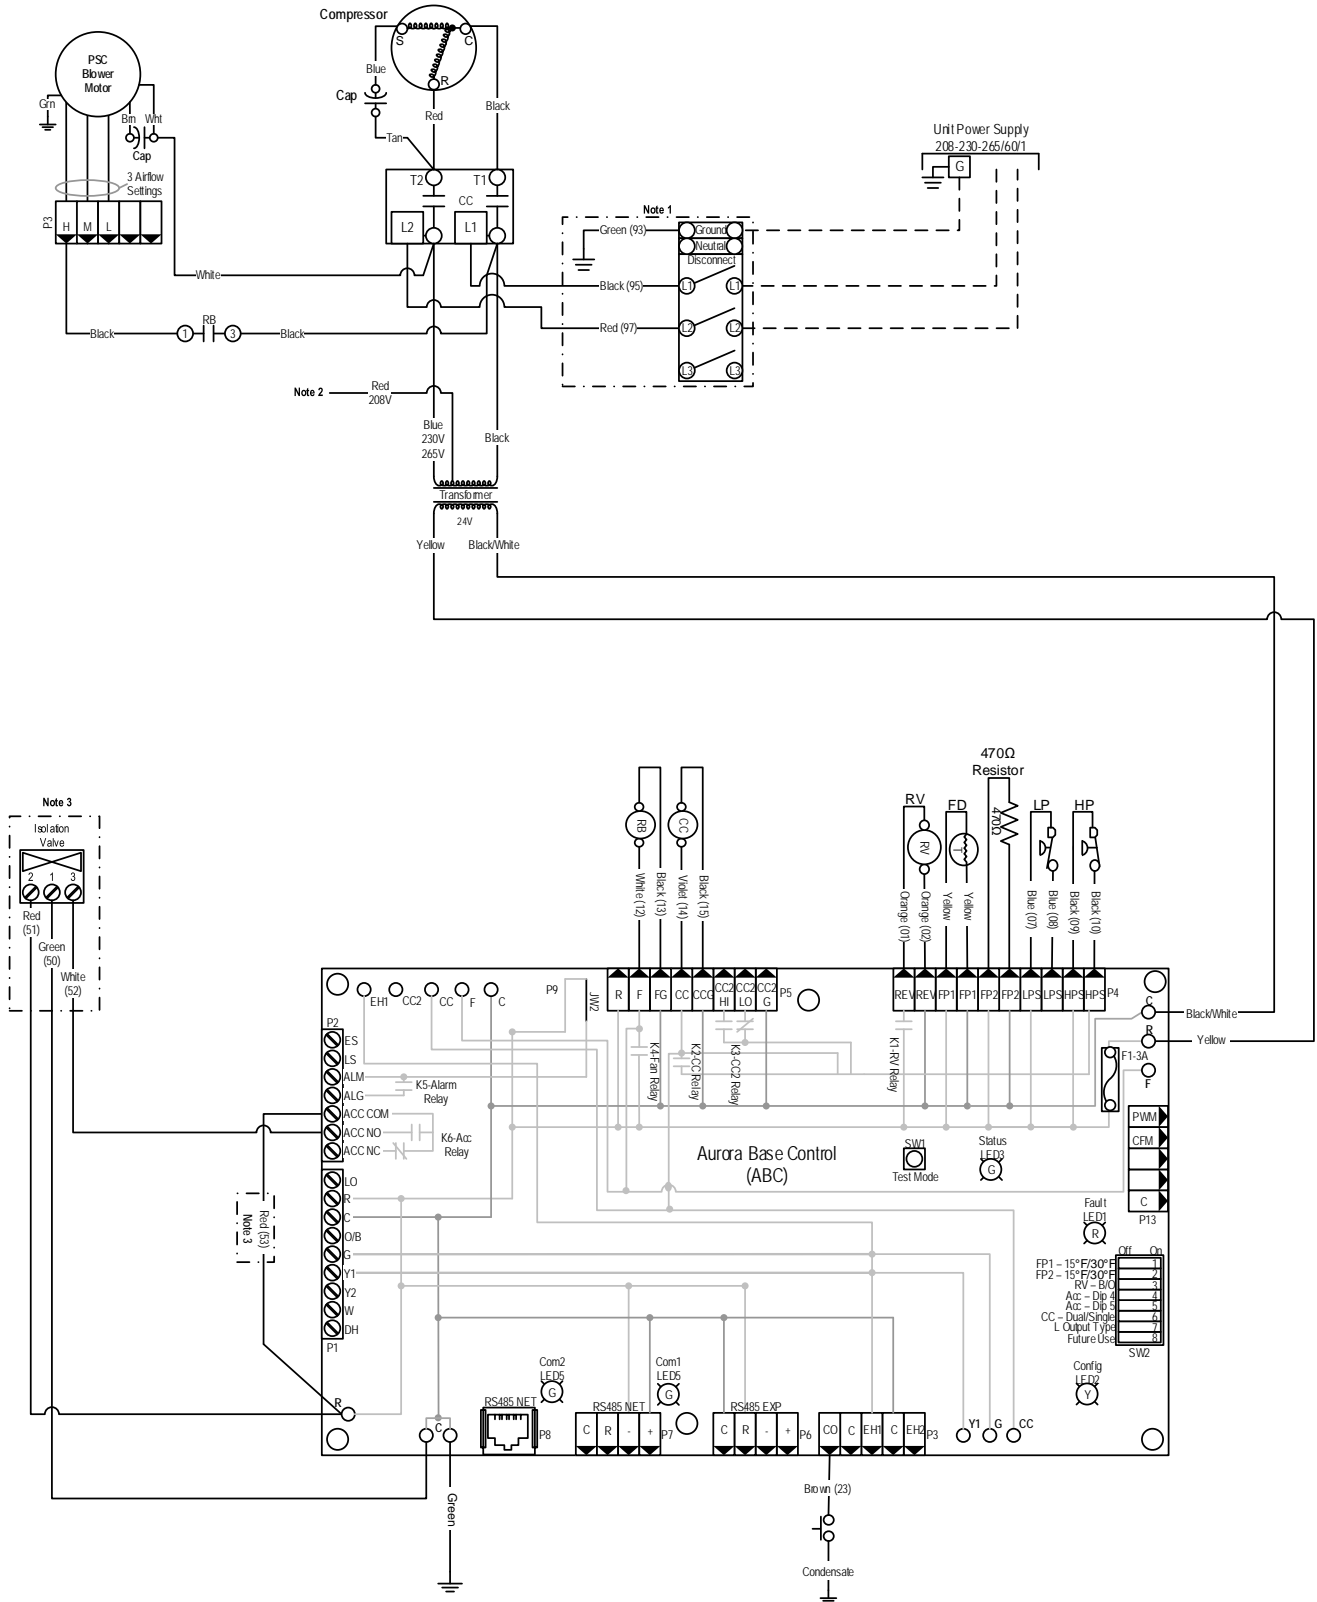 Compressor
S
C
R
PSC
Blower
Motor
Grn
Brn
Wht
Cap
3 Airflow
Settings
P3
H
M
L
Blue
Cap
Tan
Red
Black
T2
T1
CC
L2
L1
White
Black
1
RB
3
Black
Unit Power Supply
208-230-265/60/1
G
Note 1
Green (93)
Ground
Neutral
Disconnect
Black (95)
L1
L1
Red (97)
L2
L2
L3
L3
Note 2
Red
208V
Blue
230V
265V
Black
Transformer
24V
Yellow
Black/White
Note 3
Isolation
Valve
2
1
3
Red
(51)
Green
(50)
White
(52)
RB
White (12)
Black (13)
CC
Violet (14)
Black (15)
RV
RV
Orange (01)
Orange (02)
FD
T
Yellow
Yellow
470Ω
Resistor
470Ω
LP
Blue (07)
Blue (08)
HP
Black (09)
Black (10)
EH1
CC2
CC
F
C
P9
JW2
R
F
FG
CC
CCG
CC2
HI
CC2
LO
CC2
G
P5
REV
REV
FP1
FP1
FP2
FP2
LPS
LPS
HPS
HPS
P4
C
Black/White
R
Yellow
F
F1-3A
P2
ES
LS
ALM
ALG
ACC COM
ACC NO
ACC NC
K5-Alarm
Relay
K6-Acc
Relay
K4-Fan Relay
K2-CC Relay
K3-CC2 Relay
K1-RV Relay
Aurora Base Control
(ABC)
SW1
Test Mode
Status
LED3
G
PWM
CFM
C
P13
Fault
LED1
R
LO
R
C
O/B
G
Y1
Y2
W
DH
P1
Note 3
Red (53)
Off
On
FP1 – 15°F/30°F
1
FP2 – 15°F/30°F
2
RV – B/O
3
Acc – Dip 4
4
Acc – Dip 5
5
CC – Dual/Single
6
L Output Type
7
Future Use
8
SW2
Config
LED2
Y
R
C
Com2
LED5
G
RS485 NET
P8
Com1
LED5
G
RS485 NET
C
R
-
+
P7
RS485 EXP
C
R
-
+
P6
CO
C
EH1
C
EH2
P3
Y1
G
CC
Green
Brown (23)
Condensate